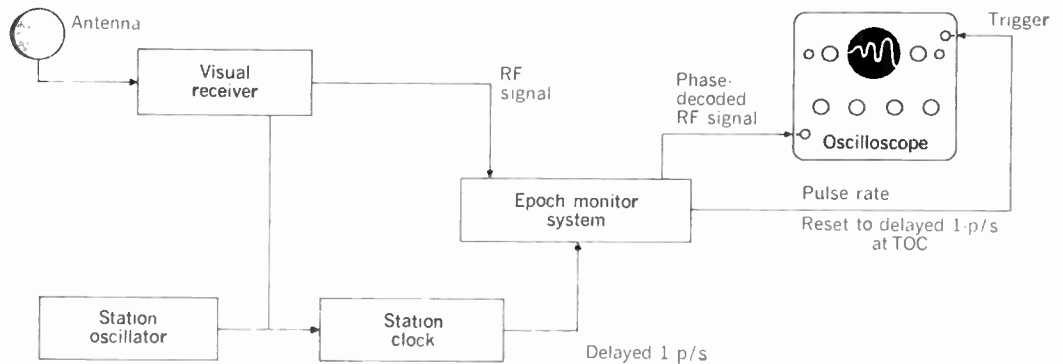 Antenna
Visual
receiver
RF
signal
Phase-
decoded
RF signal
Trigger
Oscilloscope
Epoch monitor
system
Pulse rate
Reset to delayed 1-p/s
at TOC
Station
oscillator
Station
clock
Delayed 1 p/s